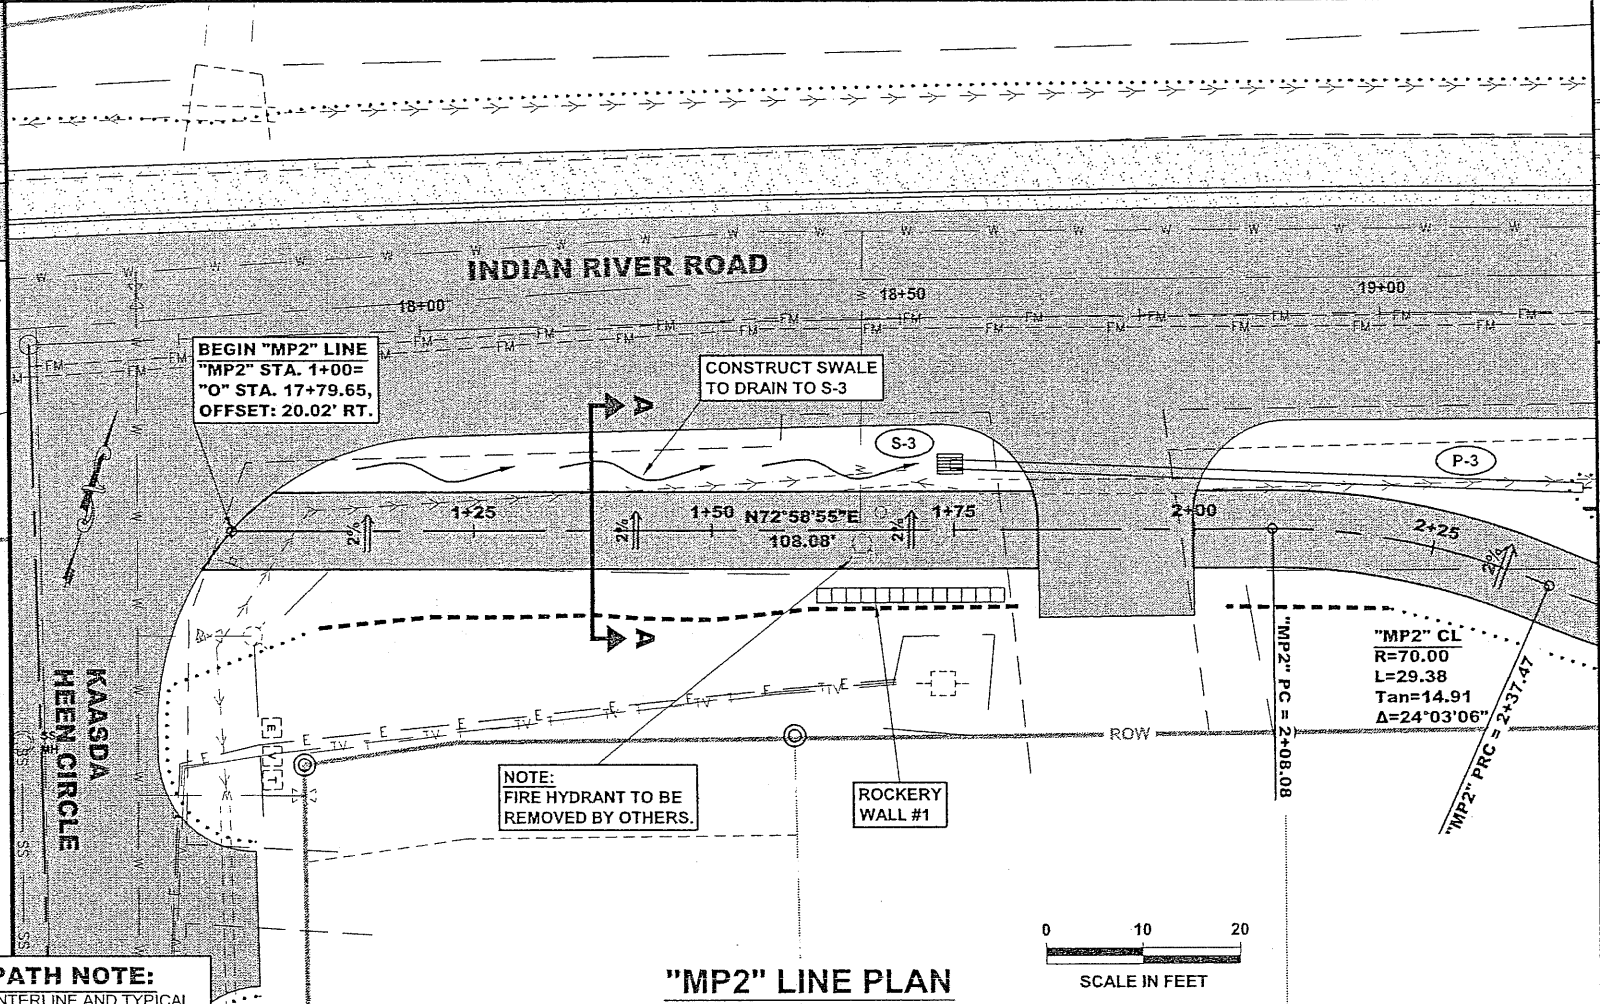 INDIAN RIVER ROAD
18+00
18+50
19+00
BEGIN "MP2" LINE
"MP2" STA. 1+00=
"O" STA. 17+79.65,
OFFSET: 20.02' RT.
CONSTRUCT SWALE
TO DRAIN TO S-3
A
S-3
P-3
1+25
1+50
N72°58'55"E
108.08'
1+75
2+00
2+25
2%
2%
2%
2%
A
"MP2" CL
R=70.00
L=29.38
Tan=14.91
Δ=24°03'06"
"MP2" PC = 2+08.08
"MP2" PRC = 2+37.47
KAASDA
HEEN CIRCLE
ROW
NOTE:
FIRE HYDRANT TO BE
REMOVED BY OTHERS.
ROCKERY
WALL #1
0 10 20
SCALE IN FEET
PATH NOTE:
"MP2" LINE PLAN